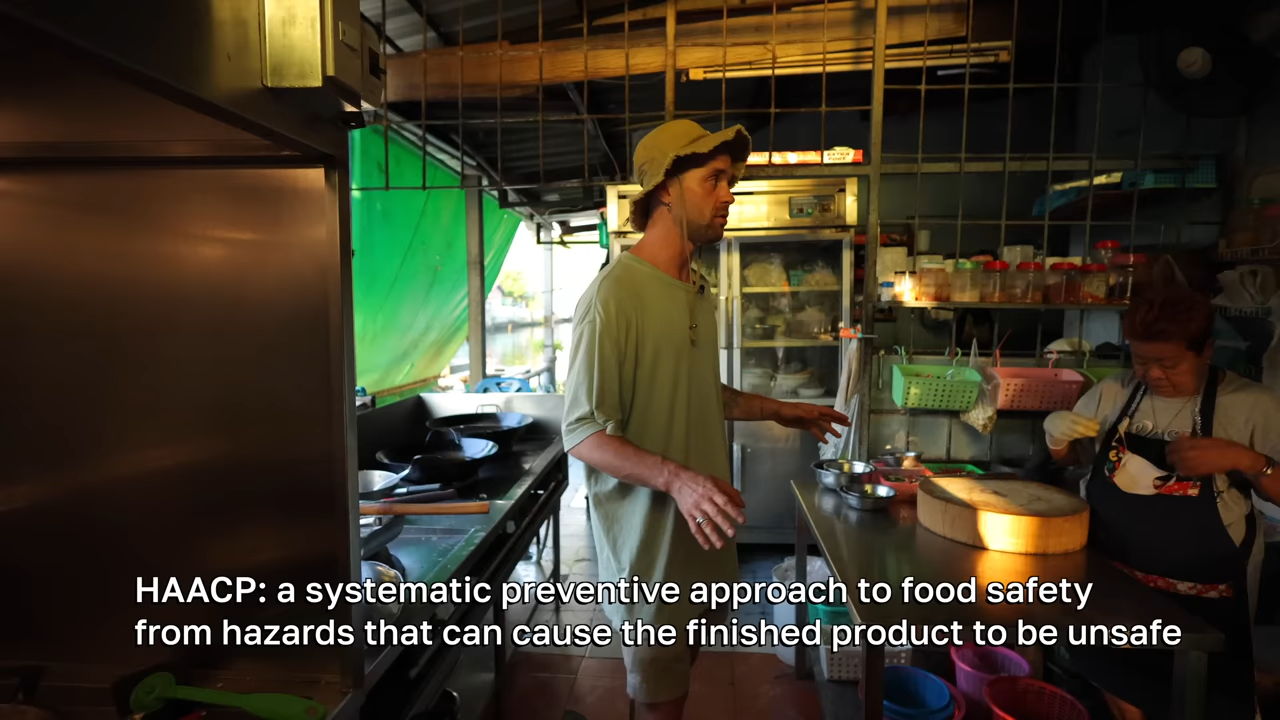 HAACP: a systematic preventive approach to food safety
from hazards that can cause the finished product to be unsafe